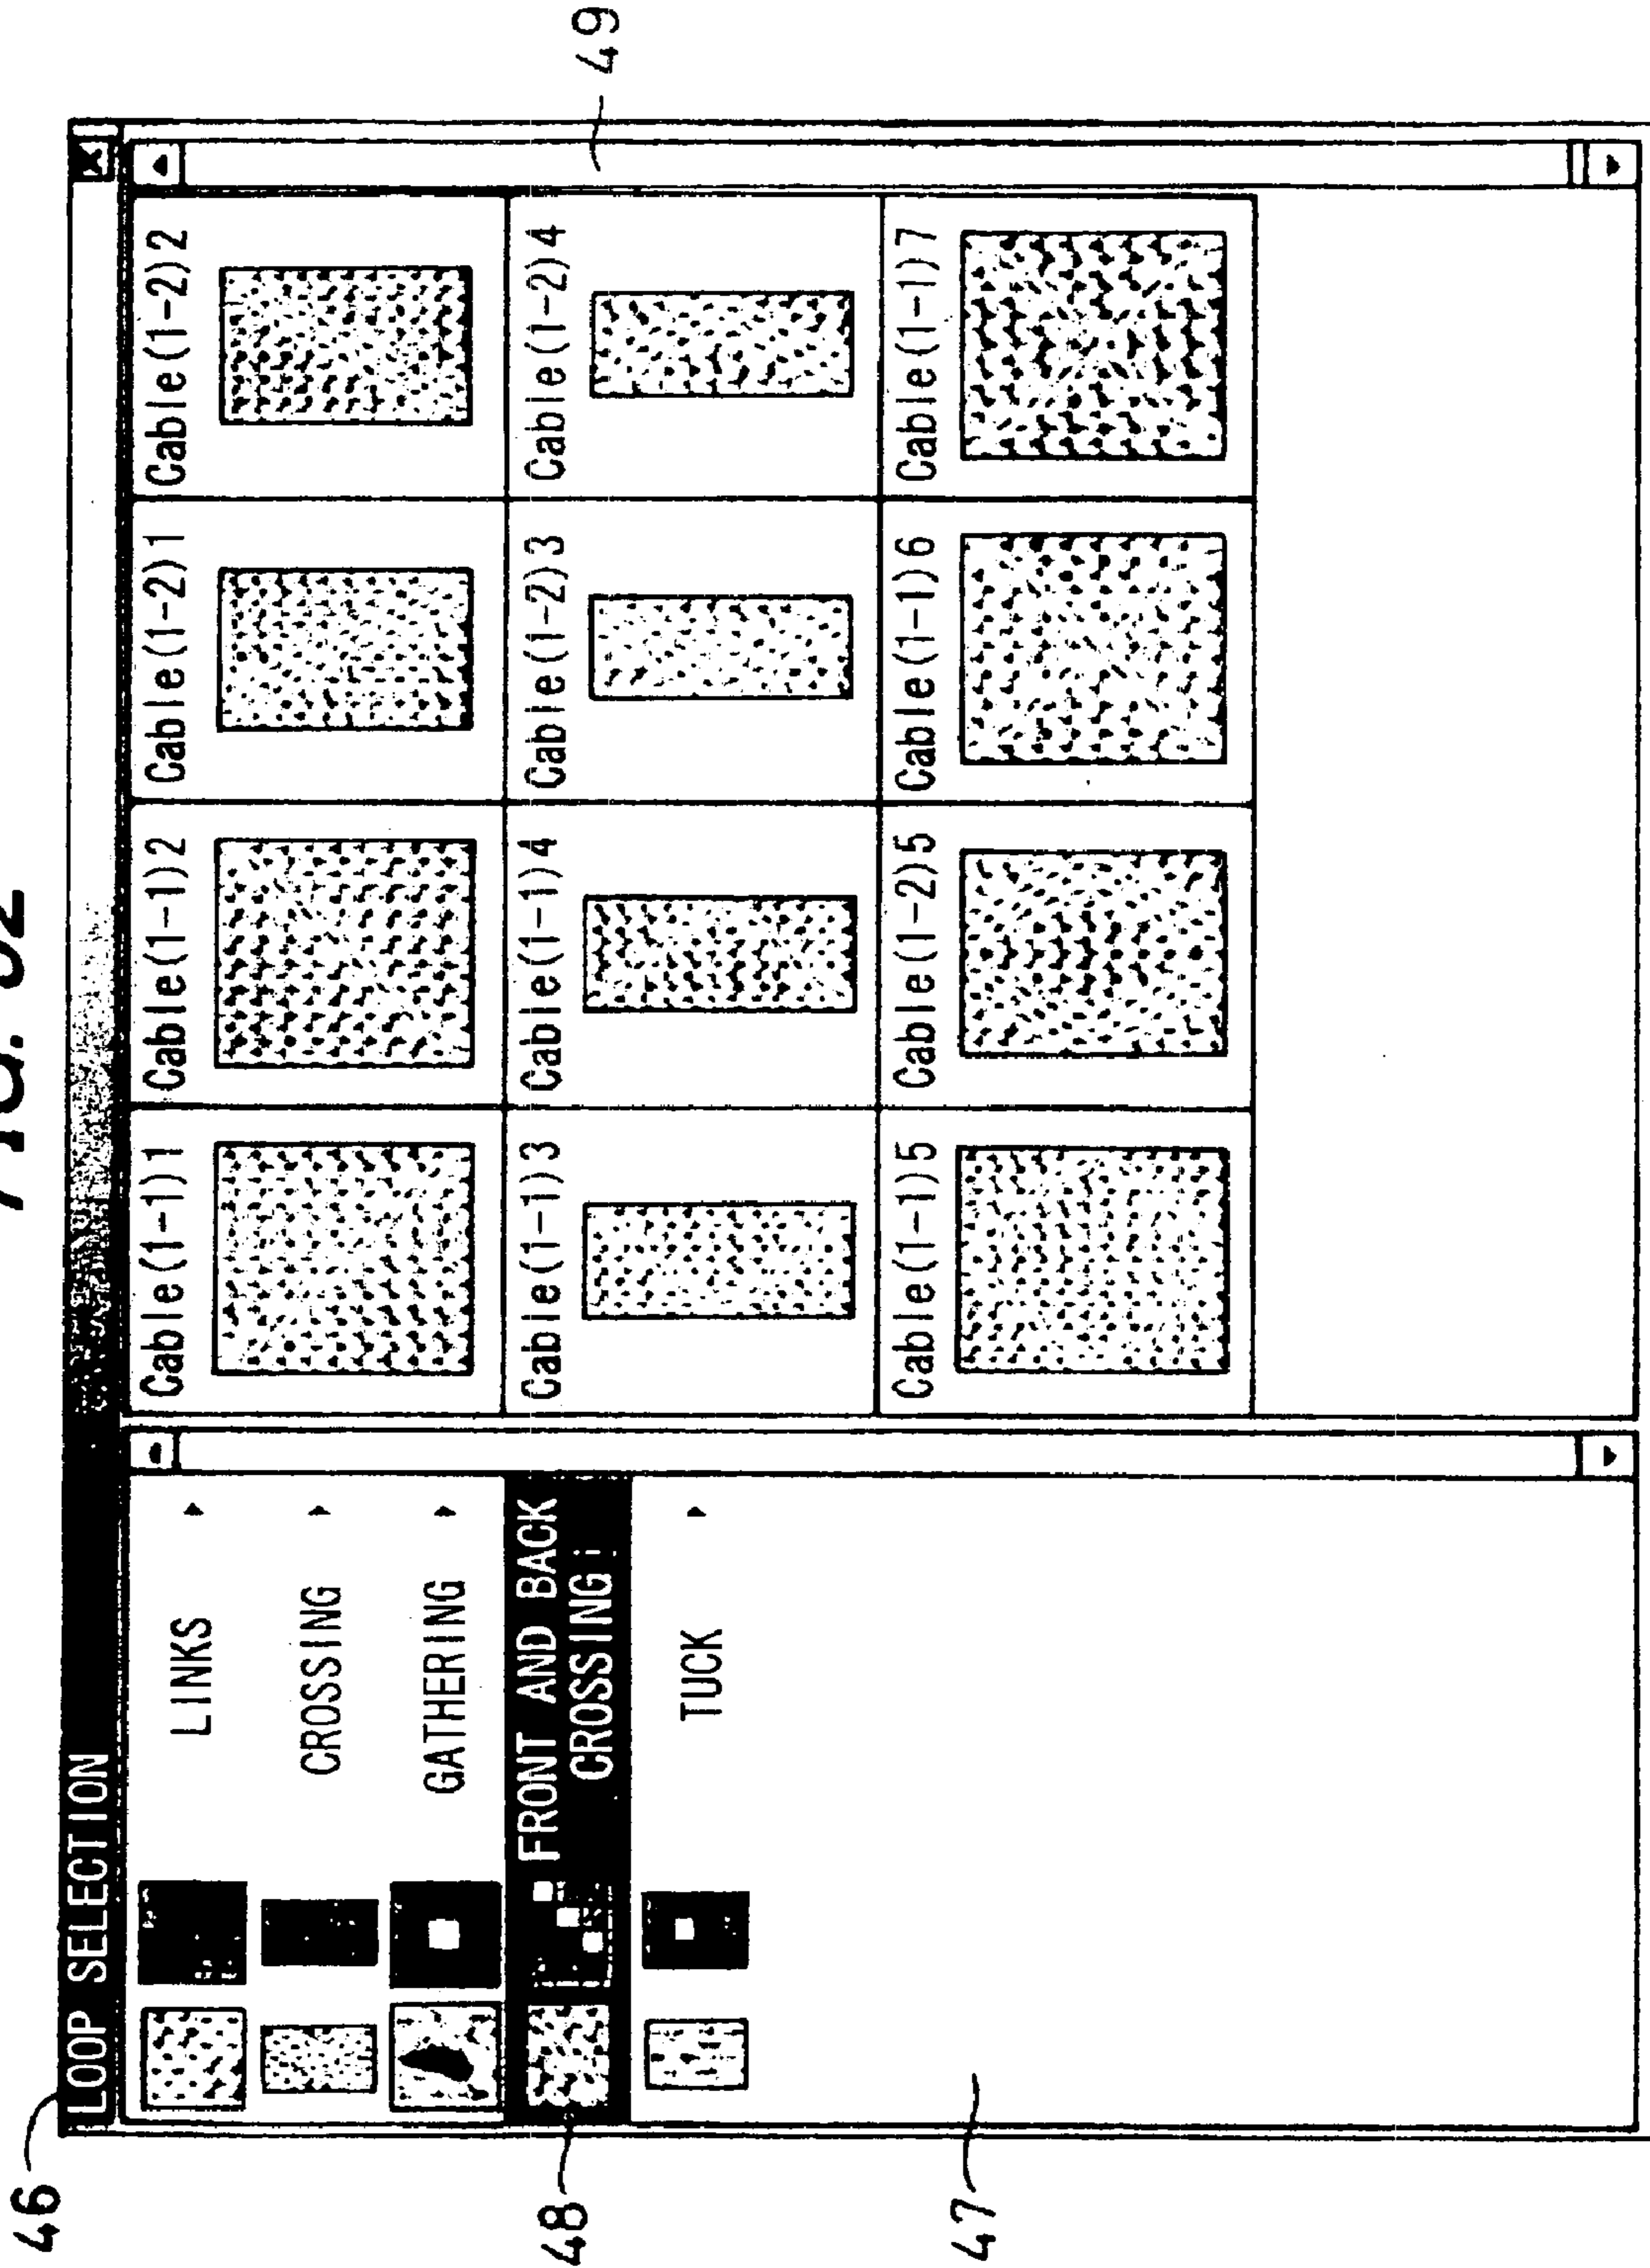 46
LOOP SELECTION
LINKS
CROSSING
GATHERING
48
FRONT AND BACK
CROSSING
TUCK
47
Cable(1-1)1
Cable(1-1)2
Cable(1-2)1
Cable(1-2)2
49
Cable(1-1)3
Cable(1-1)4
Cable(1-2)3
Cable(1-2)4
Cable(1-1)5
Cable(1-2)5
Cable(1-1)6
Cable(1-1)7